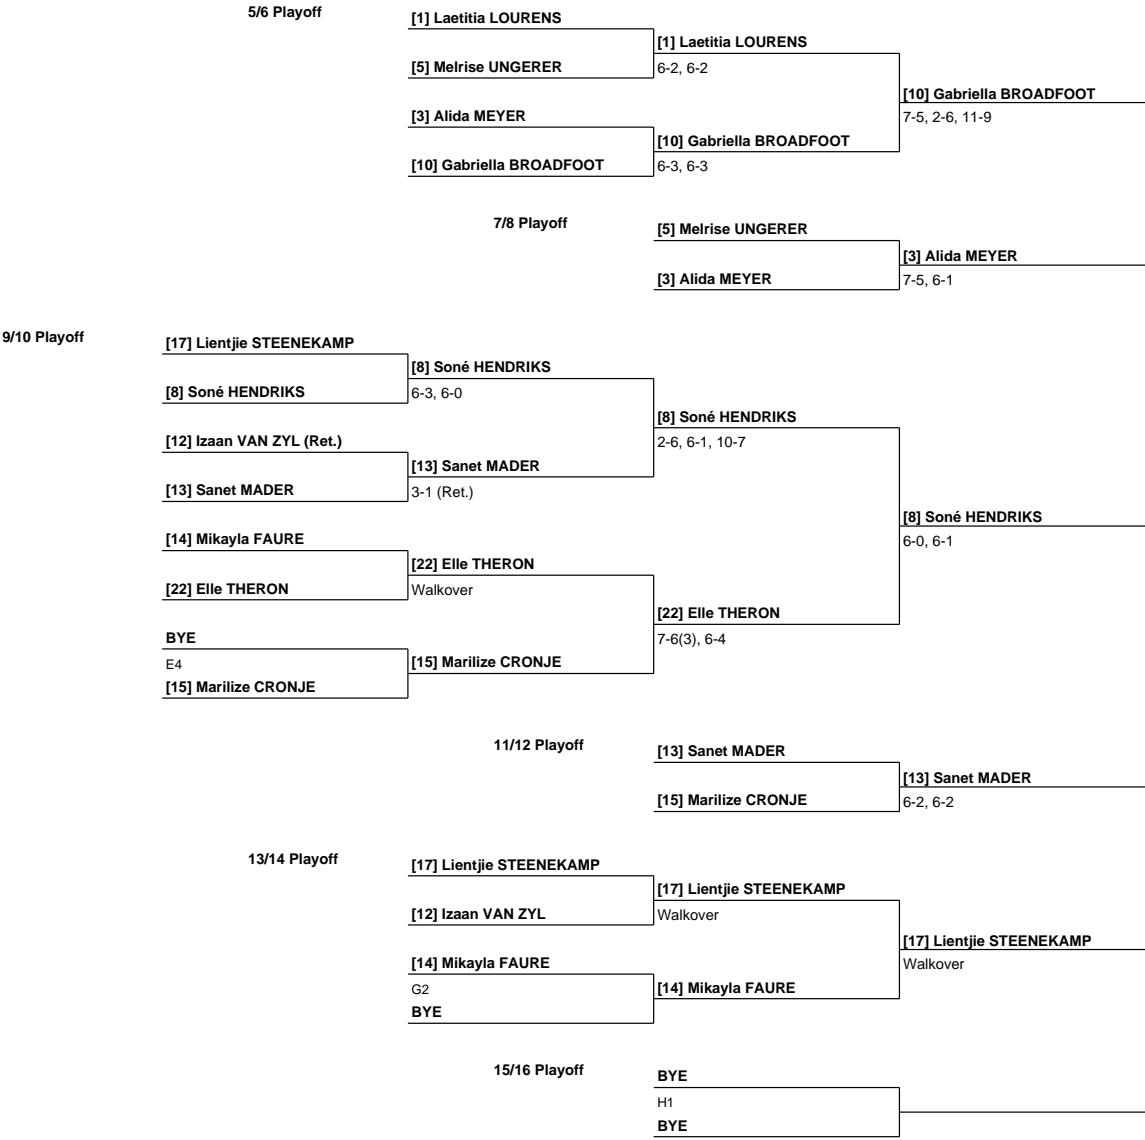 5/6 Playoff
[1] Laetitia LOURENS
[1] Laetitia LOURENS
[5] Melrise UNGERER
6-2, 6-2
[10] Gabriella BROADFOOT
[3] Alida MEYER
7-5, 2-6, 11-9
[10] Gabriella BROADFOOT
[10] Gabriella BROADFOOT
6-3, 6-3
7/8 Playoff
[5] Melrise UNGERER
[3] Alida MEYER
[3] Alida MEYER
7-5, 6-1
9/10 Playoff
[17] Lientjie STEENEKAMP
[8] Soné HENDRIKS
[8] Soné HENDRIKS
6-3, 6-0
[8] Soné HENDRIKS
[12] Izaan VAN ZYL (Ret.)
2-6, 6-1, 10-7
[13] Sanet MADER
[13] Sanet MADER
3-1 (Ret.)
[8] Soné HENDRIKS
[14] Mikayla FAURE
6-0, 6-1
[22] Elle THERON
[22] Elle THERON
Walkover
[22] Elle THERON
BYE
7-6(3), 6-4
E4
[15] Marilize CRONJE
[15] Marilize CRONJE
11/12 Playoff
[13] Sanet MADER
[13] Sanet MADER
[15] Marilize CRONJE
6-2, 6-2
13/14 Playoff
[17] Lientjie STEENEKAMP
[17] Lientjie STEENEKAMP
[12] Izaan VAN ZYL
Walkover
[17] Lientjie STEENEKAMP
[14] Mikayla FAURE
Walkover
G2
[14] Mikayla FAURE
BYE
15/16 Playoff
BYE
H1
BYE